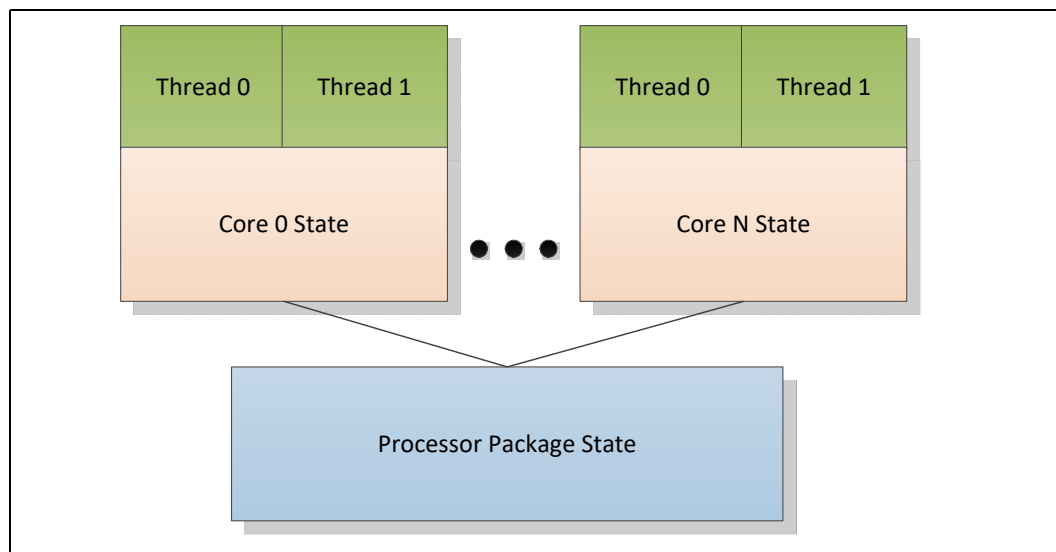 Thread 0
Thread 1
Thread 0
Thread 1
Core 0 State
Core N State
Processor Package State